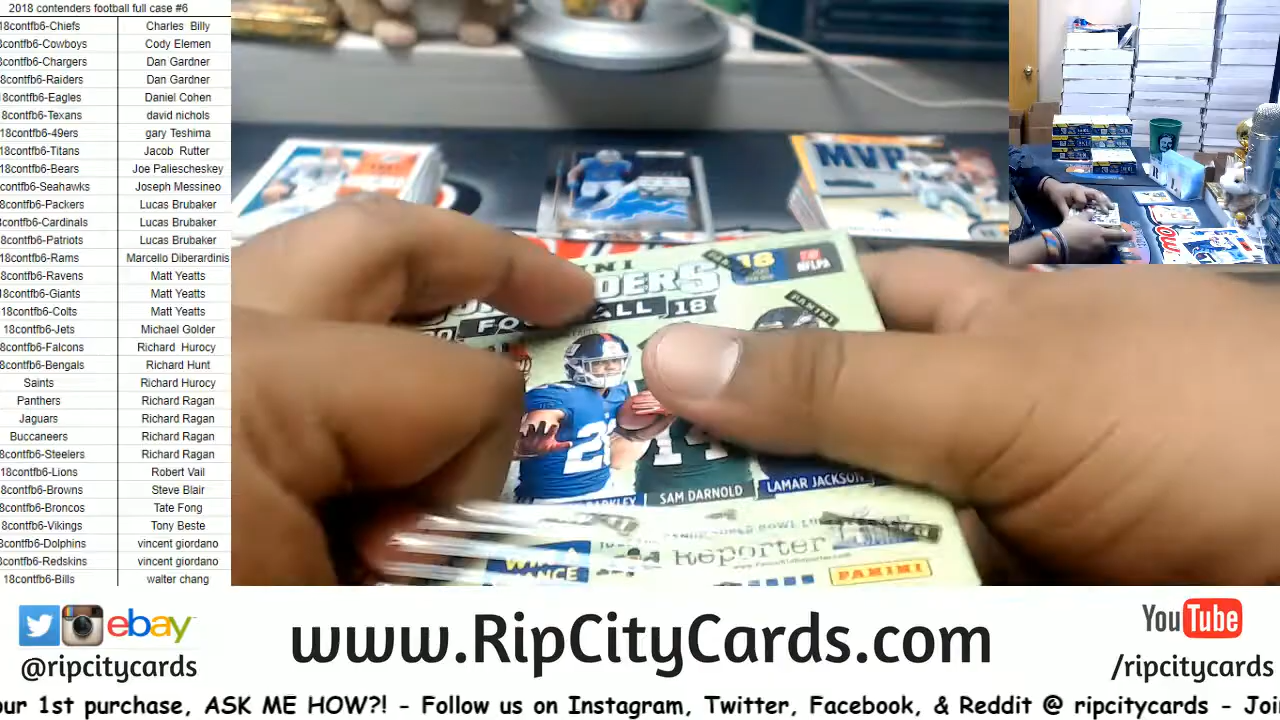 2018 contenders football full case #6
18contfb6-Chiefs Charles Billy
8contfb6-Cowboys Cody Elemen
8contfb6-Chargers Dan Gardner
8contfb6-Raiders Dan Gardner
8contfb6-Eagles Daniel Cohen
8contfb6-Texans david nichols
18contfb6-49ers gary Teshima
18contfb6-Titans Jacob Rutter
18contfb6-Bears Joe Paliescheskey
contfb6-Seahawks Joseph Messineo
8contfb6-Packers Lucas Brubaker
contfb6-Cardinals Lucas Brubaker
8contfb6-Patriots Lucas Brubaker
18contfb6-Rams Marcello Diberardinis
8contfb6-Ravens Matt Yeatts
18contfb6-Giants Matt Yeatts
18contfb6-Colts Matt Yeatts
18contfb6-Jets Michael Golder
8contfb6-Falcons Richard Hurocy
8contfb6-Bengals Richard Hunt
Saints Richard Hurocy
Panthers Richard Ragan
Jaguars Richard Ragan
Buccaneers Richard Ragan
8contfb6-Steelers Richard Ragan
18contfb6-Lions Robert Vail
8contfb6-Browns Steve Blair
8contfb6-Broncos Tate Fong
8contfb6-Vikings Tony Beste
8contfb6-Dolphins vincent giordano
8contfb6-Redskins vincent giordano
18contfb6-Bills walter chang
MVP
18
NFLPA
PANINI
FOOTBALL 18
SAM DARNOLD
LAMAR JACKSON
Reporter
PANINI
ebay
@ripcitycards
www.RipCityCards.com
YouTube
/ripcitycards
our 1st purchase, ASK ME HOW?! - Follow us on Instagram, Twitter, Facebook, & Reddit @ ripcitycards - Joi